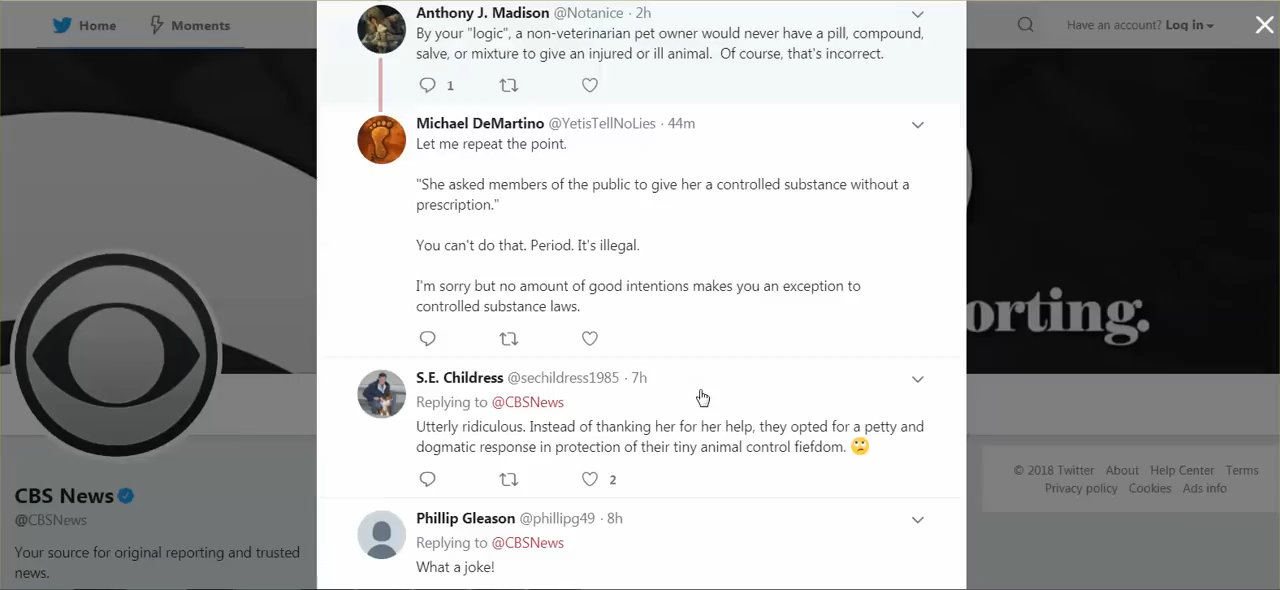 Home
Moments
Have an account? Log in
Anthony J. Madison @Notanice · 2h
By your "logic", a non-veterinarian pet owner would never have a pill, compound,
salve, or mixture to give an injured or ill animal. Of course, that's incorrect.
1
Michael DeMartino @YetisTellNoLies · 44m
Let me repeat the point.
"She asked members of the public to give her a controlled substance without a
prescription."
You can't do that. Period. It's illegal.
I'm sorry but no amount of good intentions makes you an exception to
controlled substance laws.
S.E. Childress @sechildress1985 · 7h
Replying to @CBSNews
Utterly ridiculous. Instead of thanking her for her help, they opted for a petty and
dogmatic response in protection of their tiny animal control fiefdom. 🙄
2
Phillip Gleason @phillipg49 · 8h
Replying to @CBSNews
What a joke!
orting.
CBS News
@CBSNews
Your source for original reporting and trusted
news.
© 2018 Twitter About Help Center Terms
Privacy policy Cookies Ads info